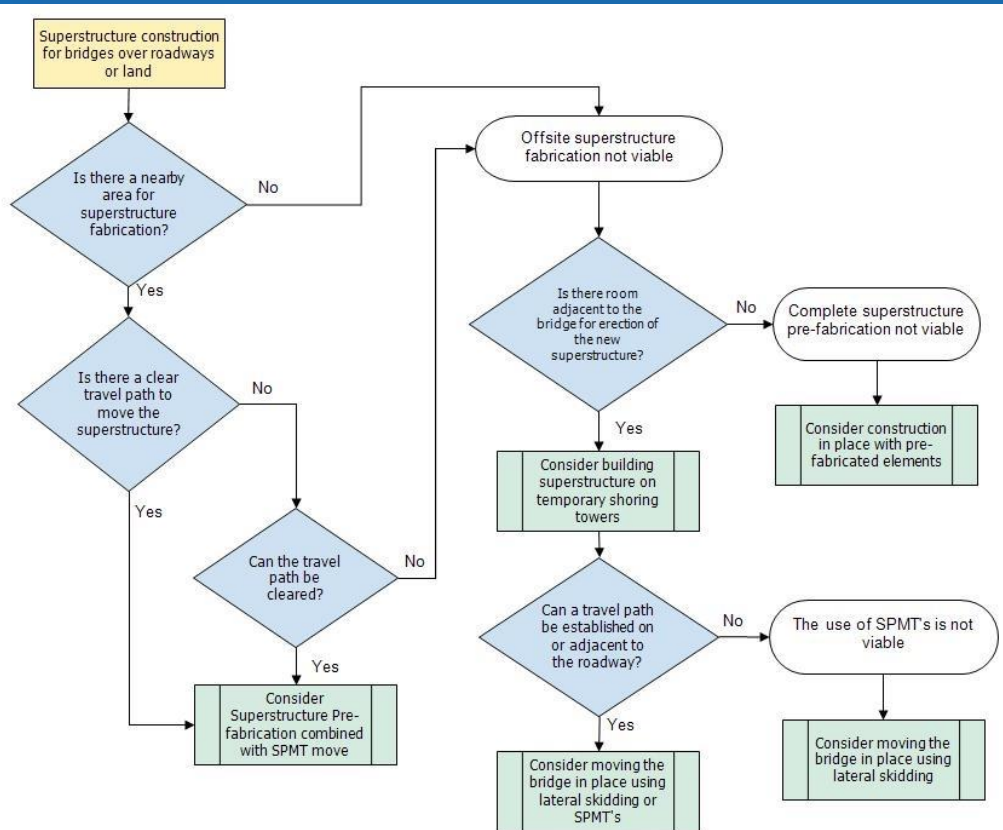 Superstructure construction
for bridges over roadways
or land
Is there a nearby
area for
superstructure
fabrication?
No
Yes
Is there a clear
travel path to
move the
superstructure?
No
Yes
Can the travel
path be
cleared?
No
Yes
Consider
Superstructure Pre-
fabrication combined
with SPMT move
Offsite superstructure
fabrication not viable
Is there room
adjacent to the
bridge for erection of
the new
superstructure?
No
Complete superstructure
pre-fabrication not viable
Consider construction
in place with pre-
fabricated elements
Yes
Consider building
superstructure on
temporary shoring
towers
Can a travel path
be established on
or adjacent to
the roadway?
No
The use of SPMT's is not
viable
Consider moving the
bridge in place using
lateral skidding
Yes
Consider moving the
bridge in place using
lateral skidding or
SPMT's